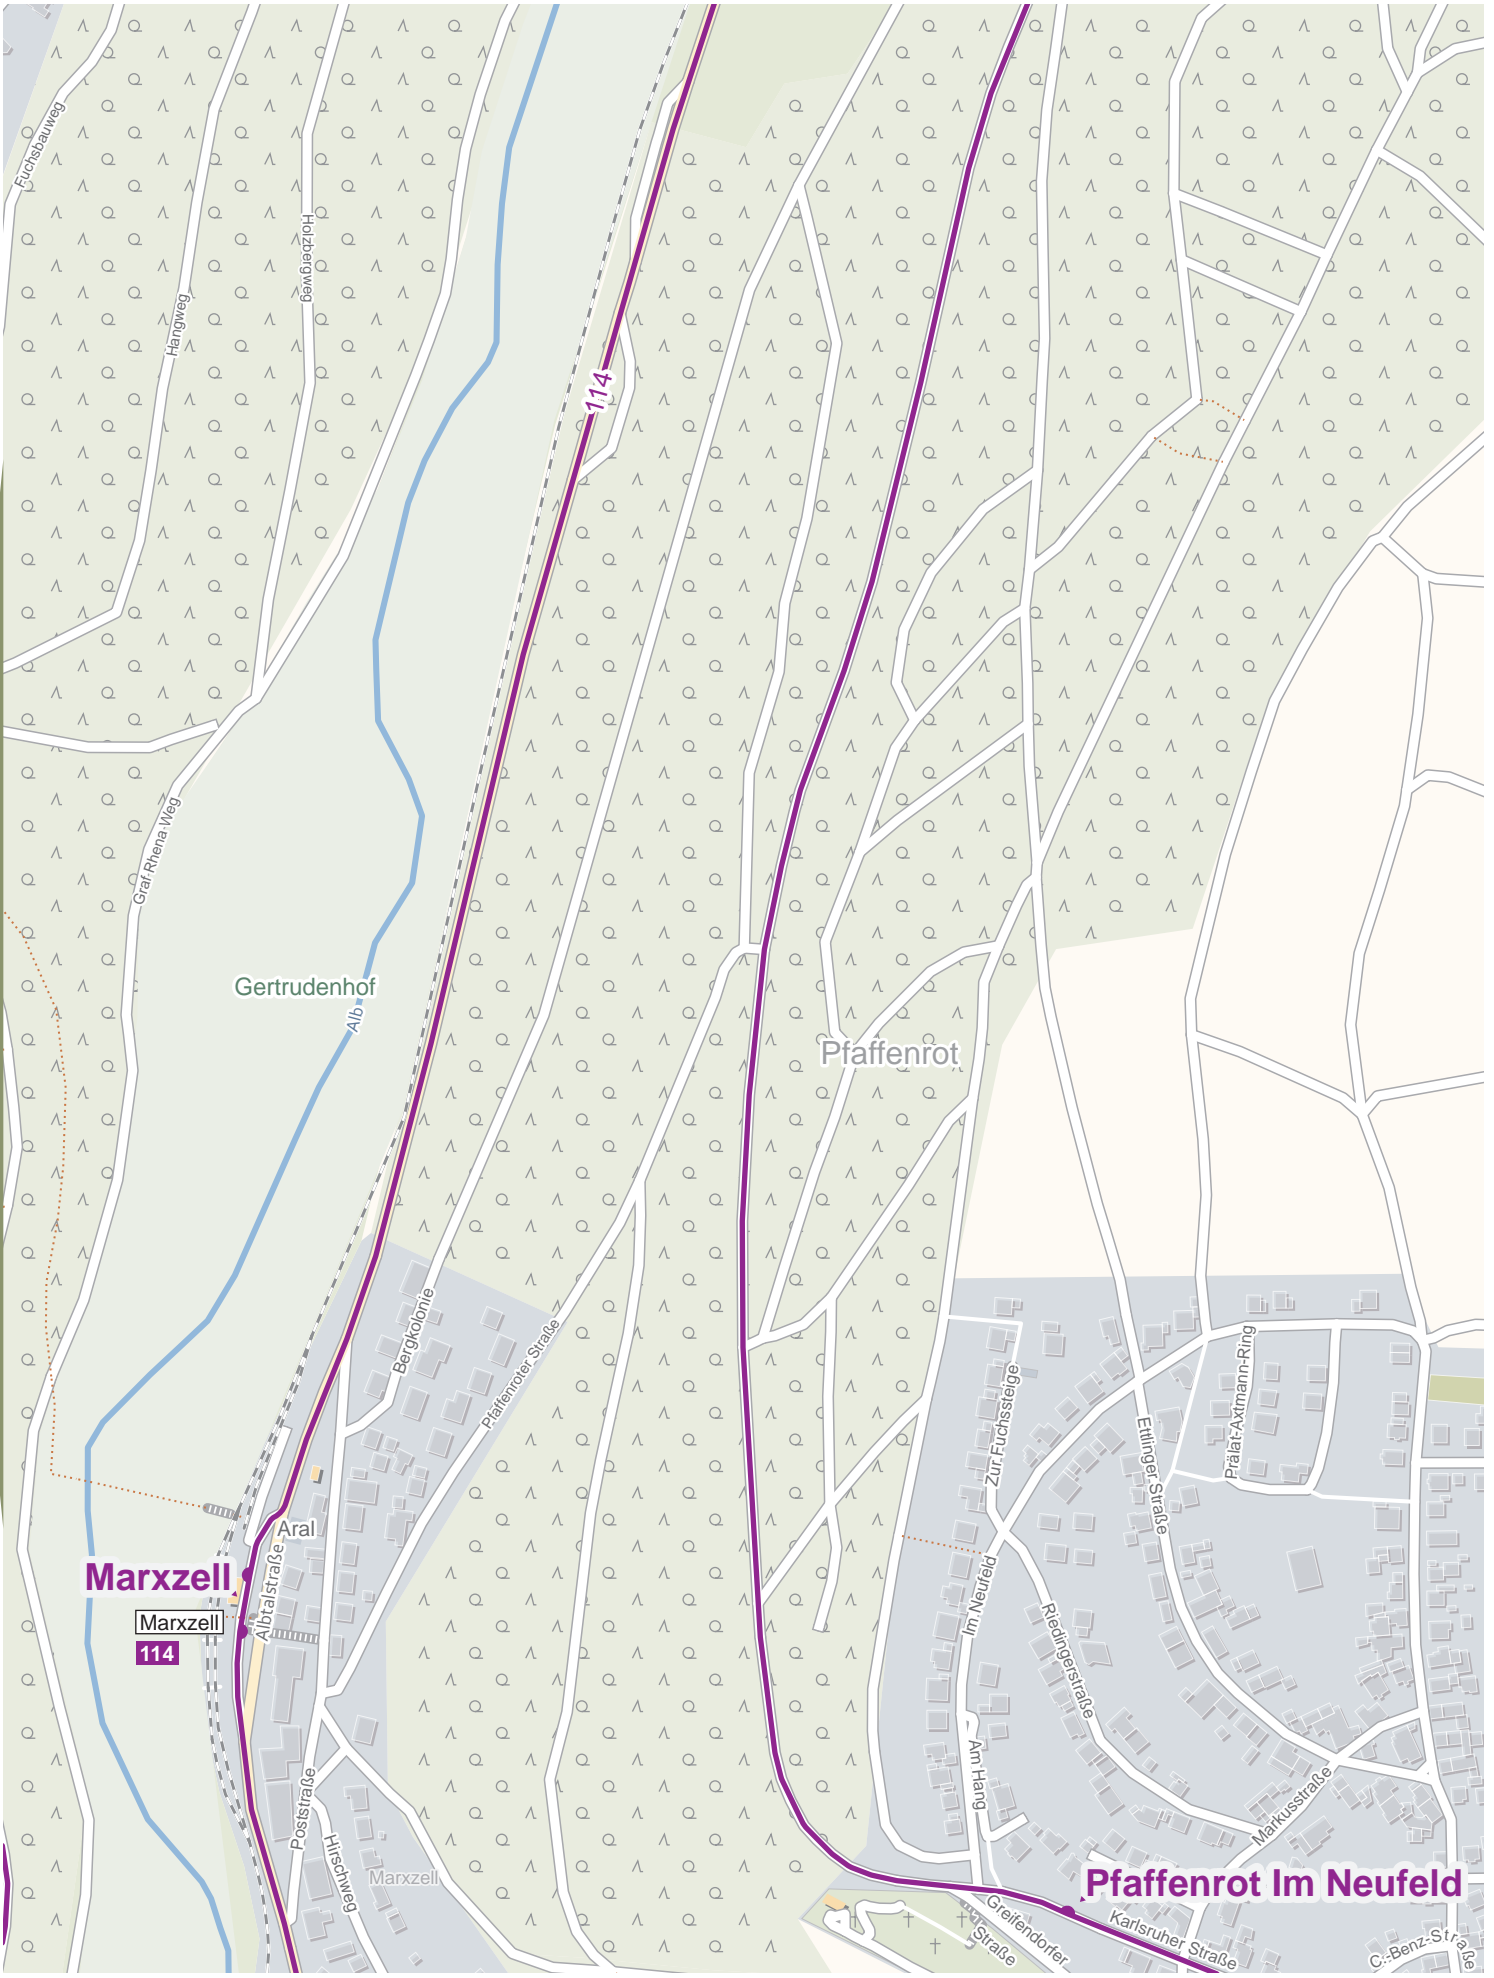 Fuchsbauweg
Holzbergweg
Hangweg
114
Graf-Rhena-Weg
Gertrudenhof
Alb
Pfaffenrot
Bergkolonie
Pfaffenroter Straße
Zur Fuchssteige
Prälat-Axtmann-Ring
Ettlinger Straße
Aral
Albtalstraße
Marxzell
Marxzell
114
Im Neufeld
Riedingerstraße
Am Hang
Markusstraße
Poststraße
Hirschweg
Marxzell
Pfaffenrot Im Neufeld
Greifendorfer
Straße
Karlsruher Straße
C.-Benz-Straße